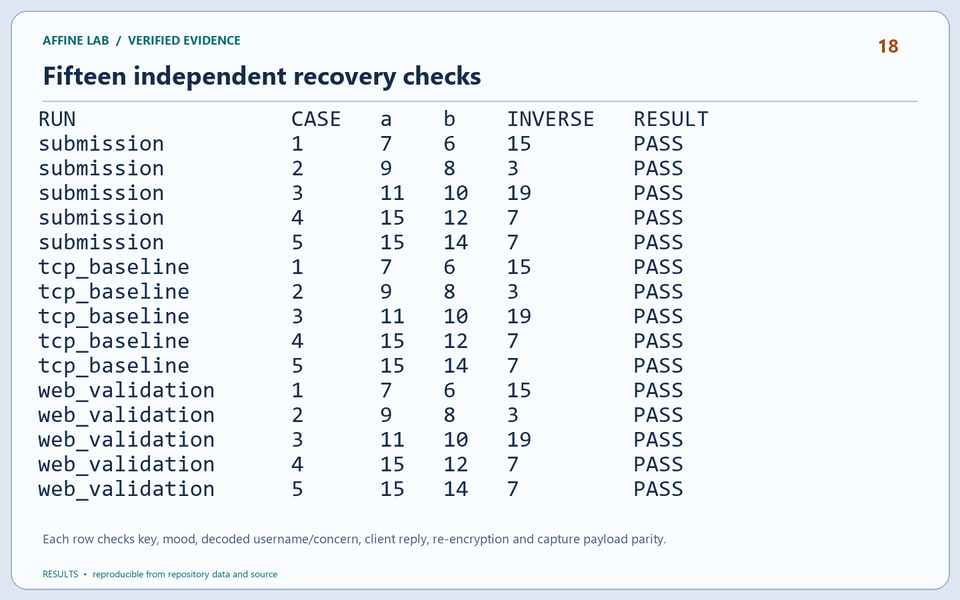 AFFINE LAB / VERIFIED EVIDENCE
18
Fifteen independent recovery checks
RUN CASE a b INVERSE RESULT
submission 1 7 6 15 PASS
submission 2 9 8 3 PASS
submission 3 11 10 19 PASS
submission 4 15 12 7 PASS
submission 5 15 14 7 PASS
tcp_baseline 1 7 6 15 PASS
tcp_baseline 2 9 8 3 PASS
tcp_baseline 3 11 10 19 PASS
tcp_baseline 4 15 12 7 PASS
tcp_baseline 5 15 14 7 PASS
web_validation 1 7 6 15 PASS
web_validation 2 9 8 3 PASS
web_validation 3 11 10 19 PASS
web_validation 4 15 12 7 PASS
web_validation 5 15 14 7 PASS
Each row checks key, mood, decoded username/concern, client reply, re-encryption and capture payload parity.
RESULTS • reproducible from repository data and source